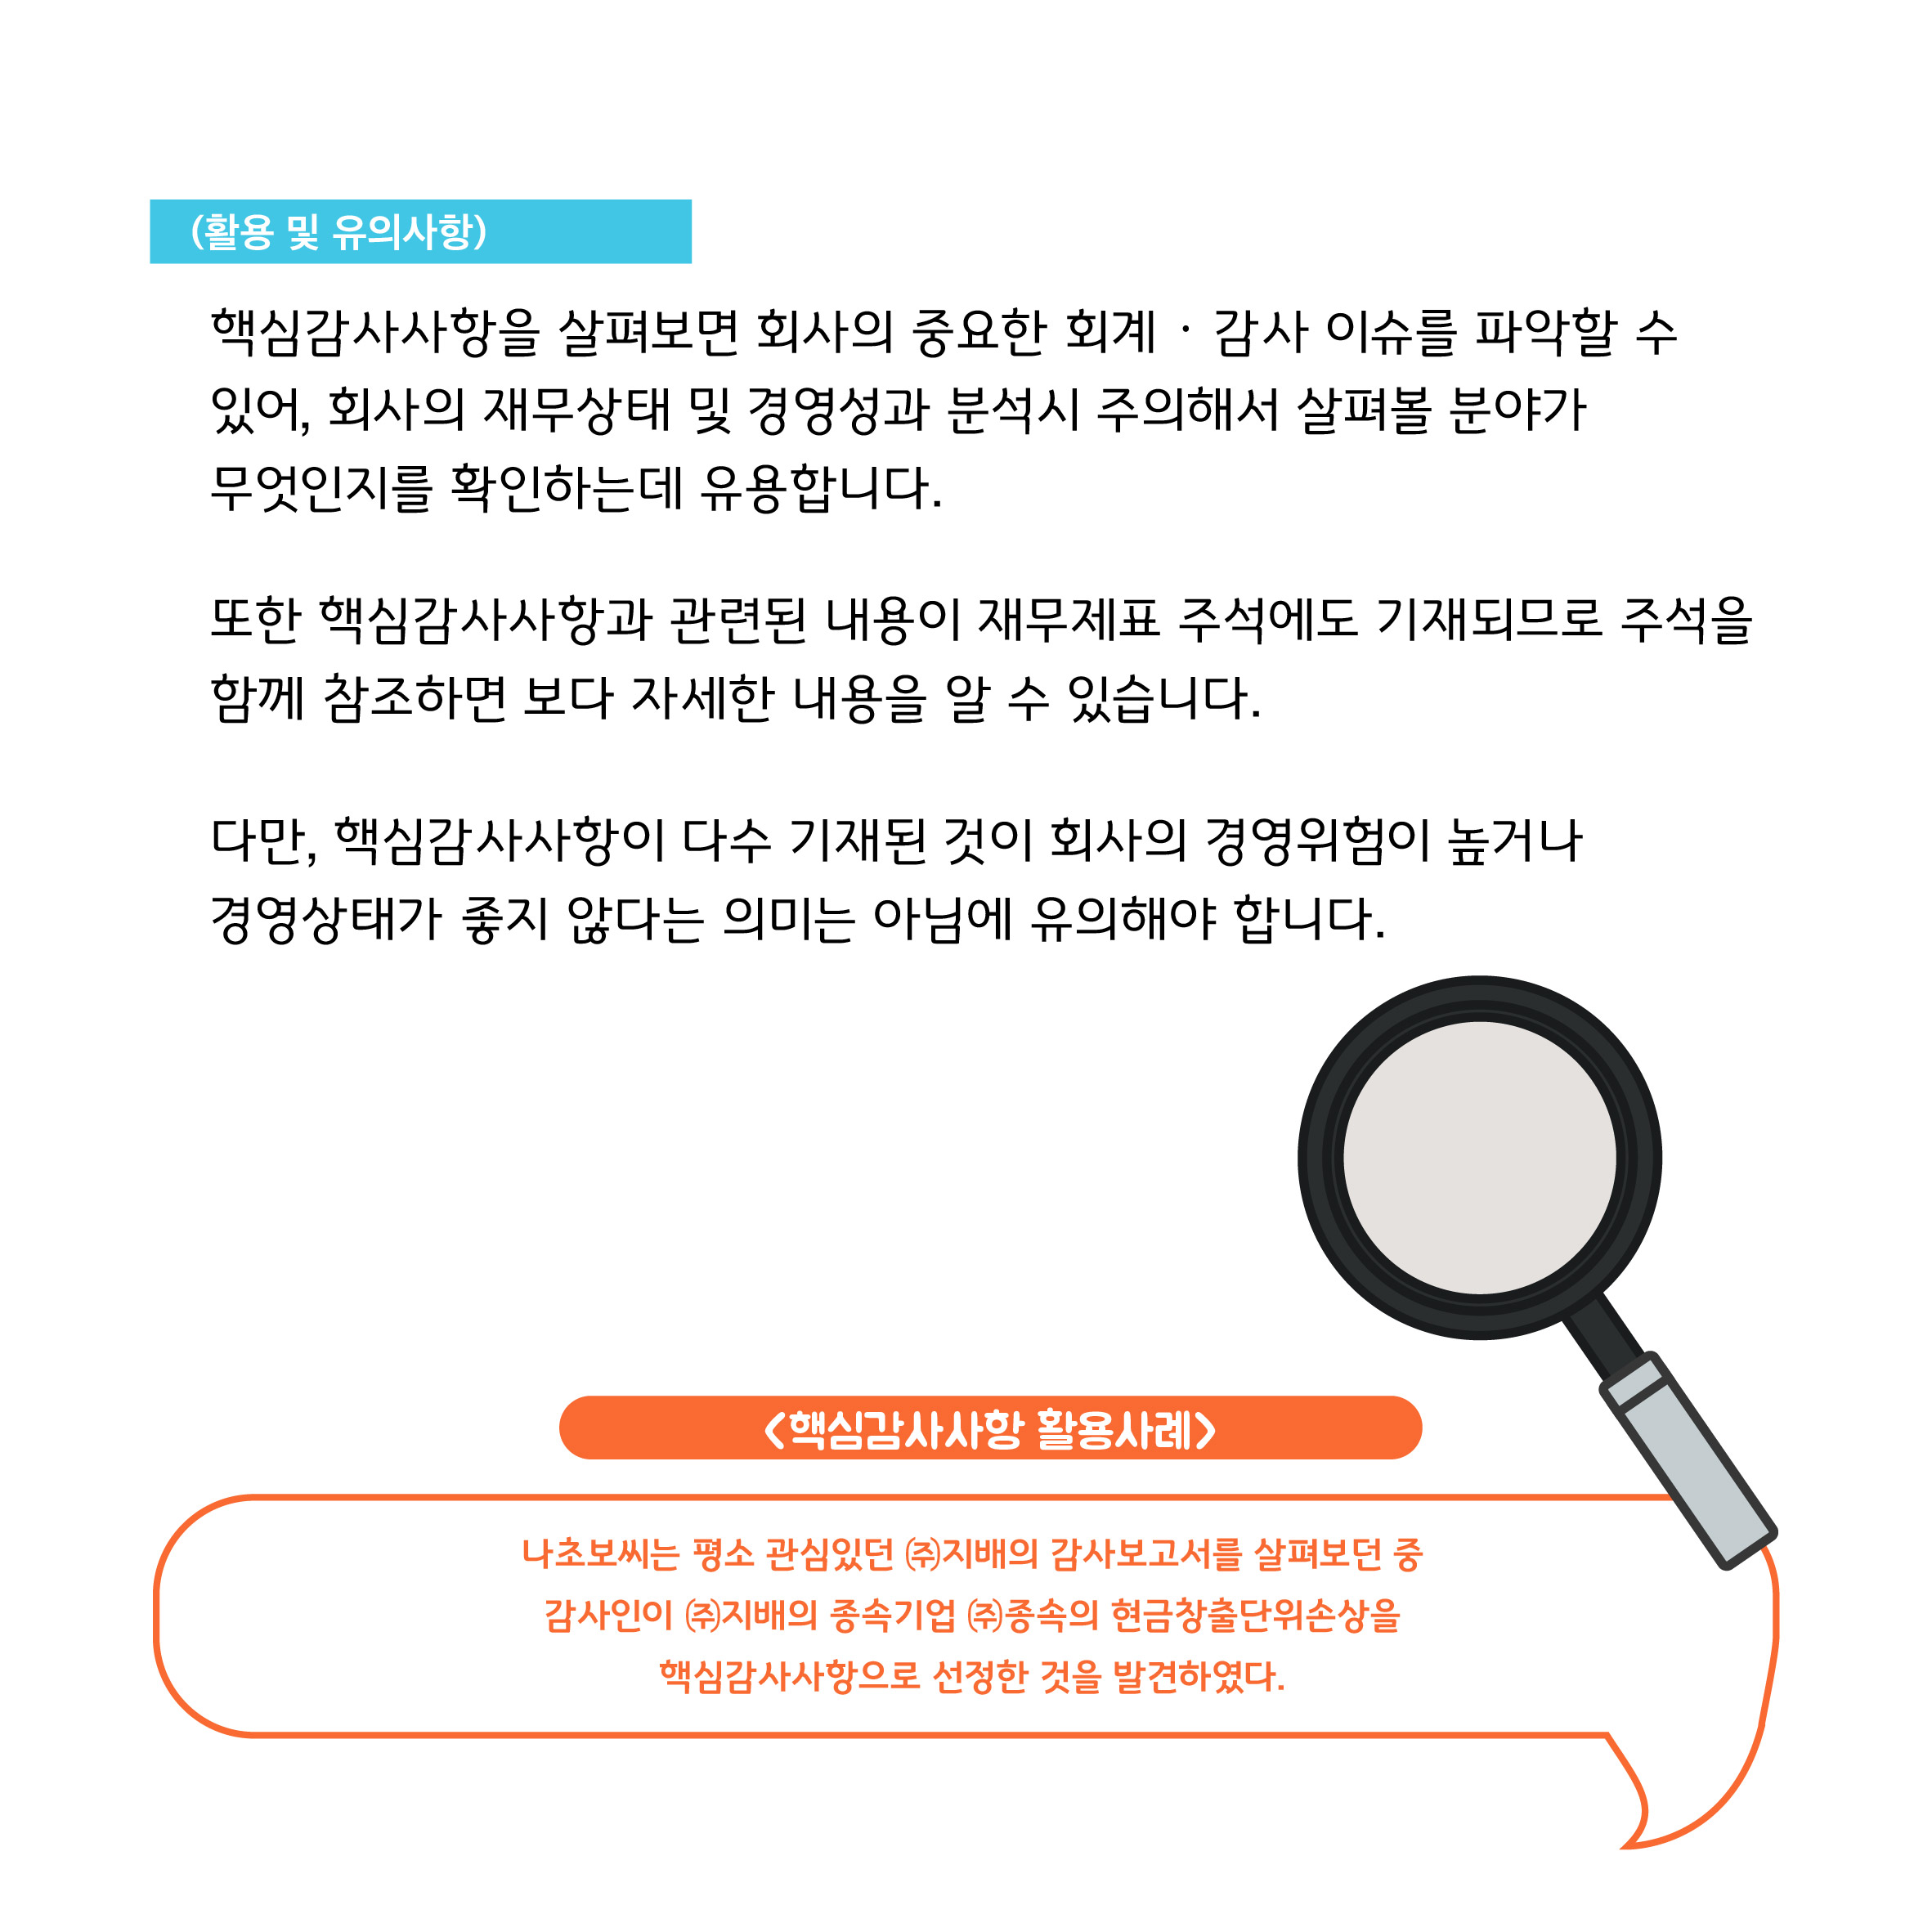 (활용 및 유의사항)
핵심감사사항을 살펴보면 회사의 중요한 회계 · 감사 이슈를 파악할 수
있어, 회사의 재무상태 및 경영성과 분석시 주의해서 살펴볼 분야가
무엇인지를 확인하는데 유용합니다.
또한 핵심감사사항과 관련된 내용이 재무제표 주석에도 기재되므로 주석을
함께 참조하면 보다 자세한 내용을 알 수 있습니다.
다만, 핵심감사사항이 다수 기재된 것이 회사의 경영위험이 높거나
경영상태가 좋지 않다는 의미는 아님에 유의해야 합니다.
<핵심감사사항 활용사례>
나초보씨는 평소 관심있던 ㈜지배의 감사보고서를 살펴보던 중
감사인이 ㈜지배의 종속기업 ㈜종속의 현금창출단위손상을
핵심감사사항으로 선정한 것을 발견하였다.